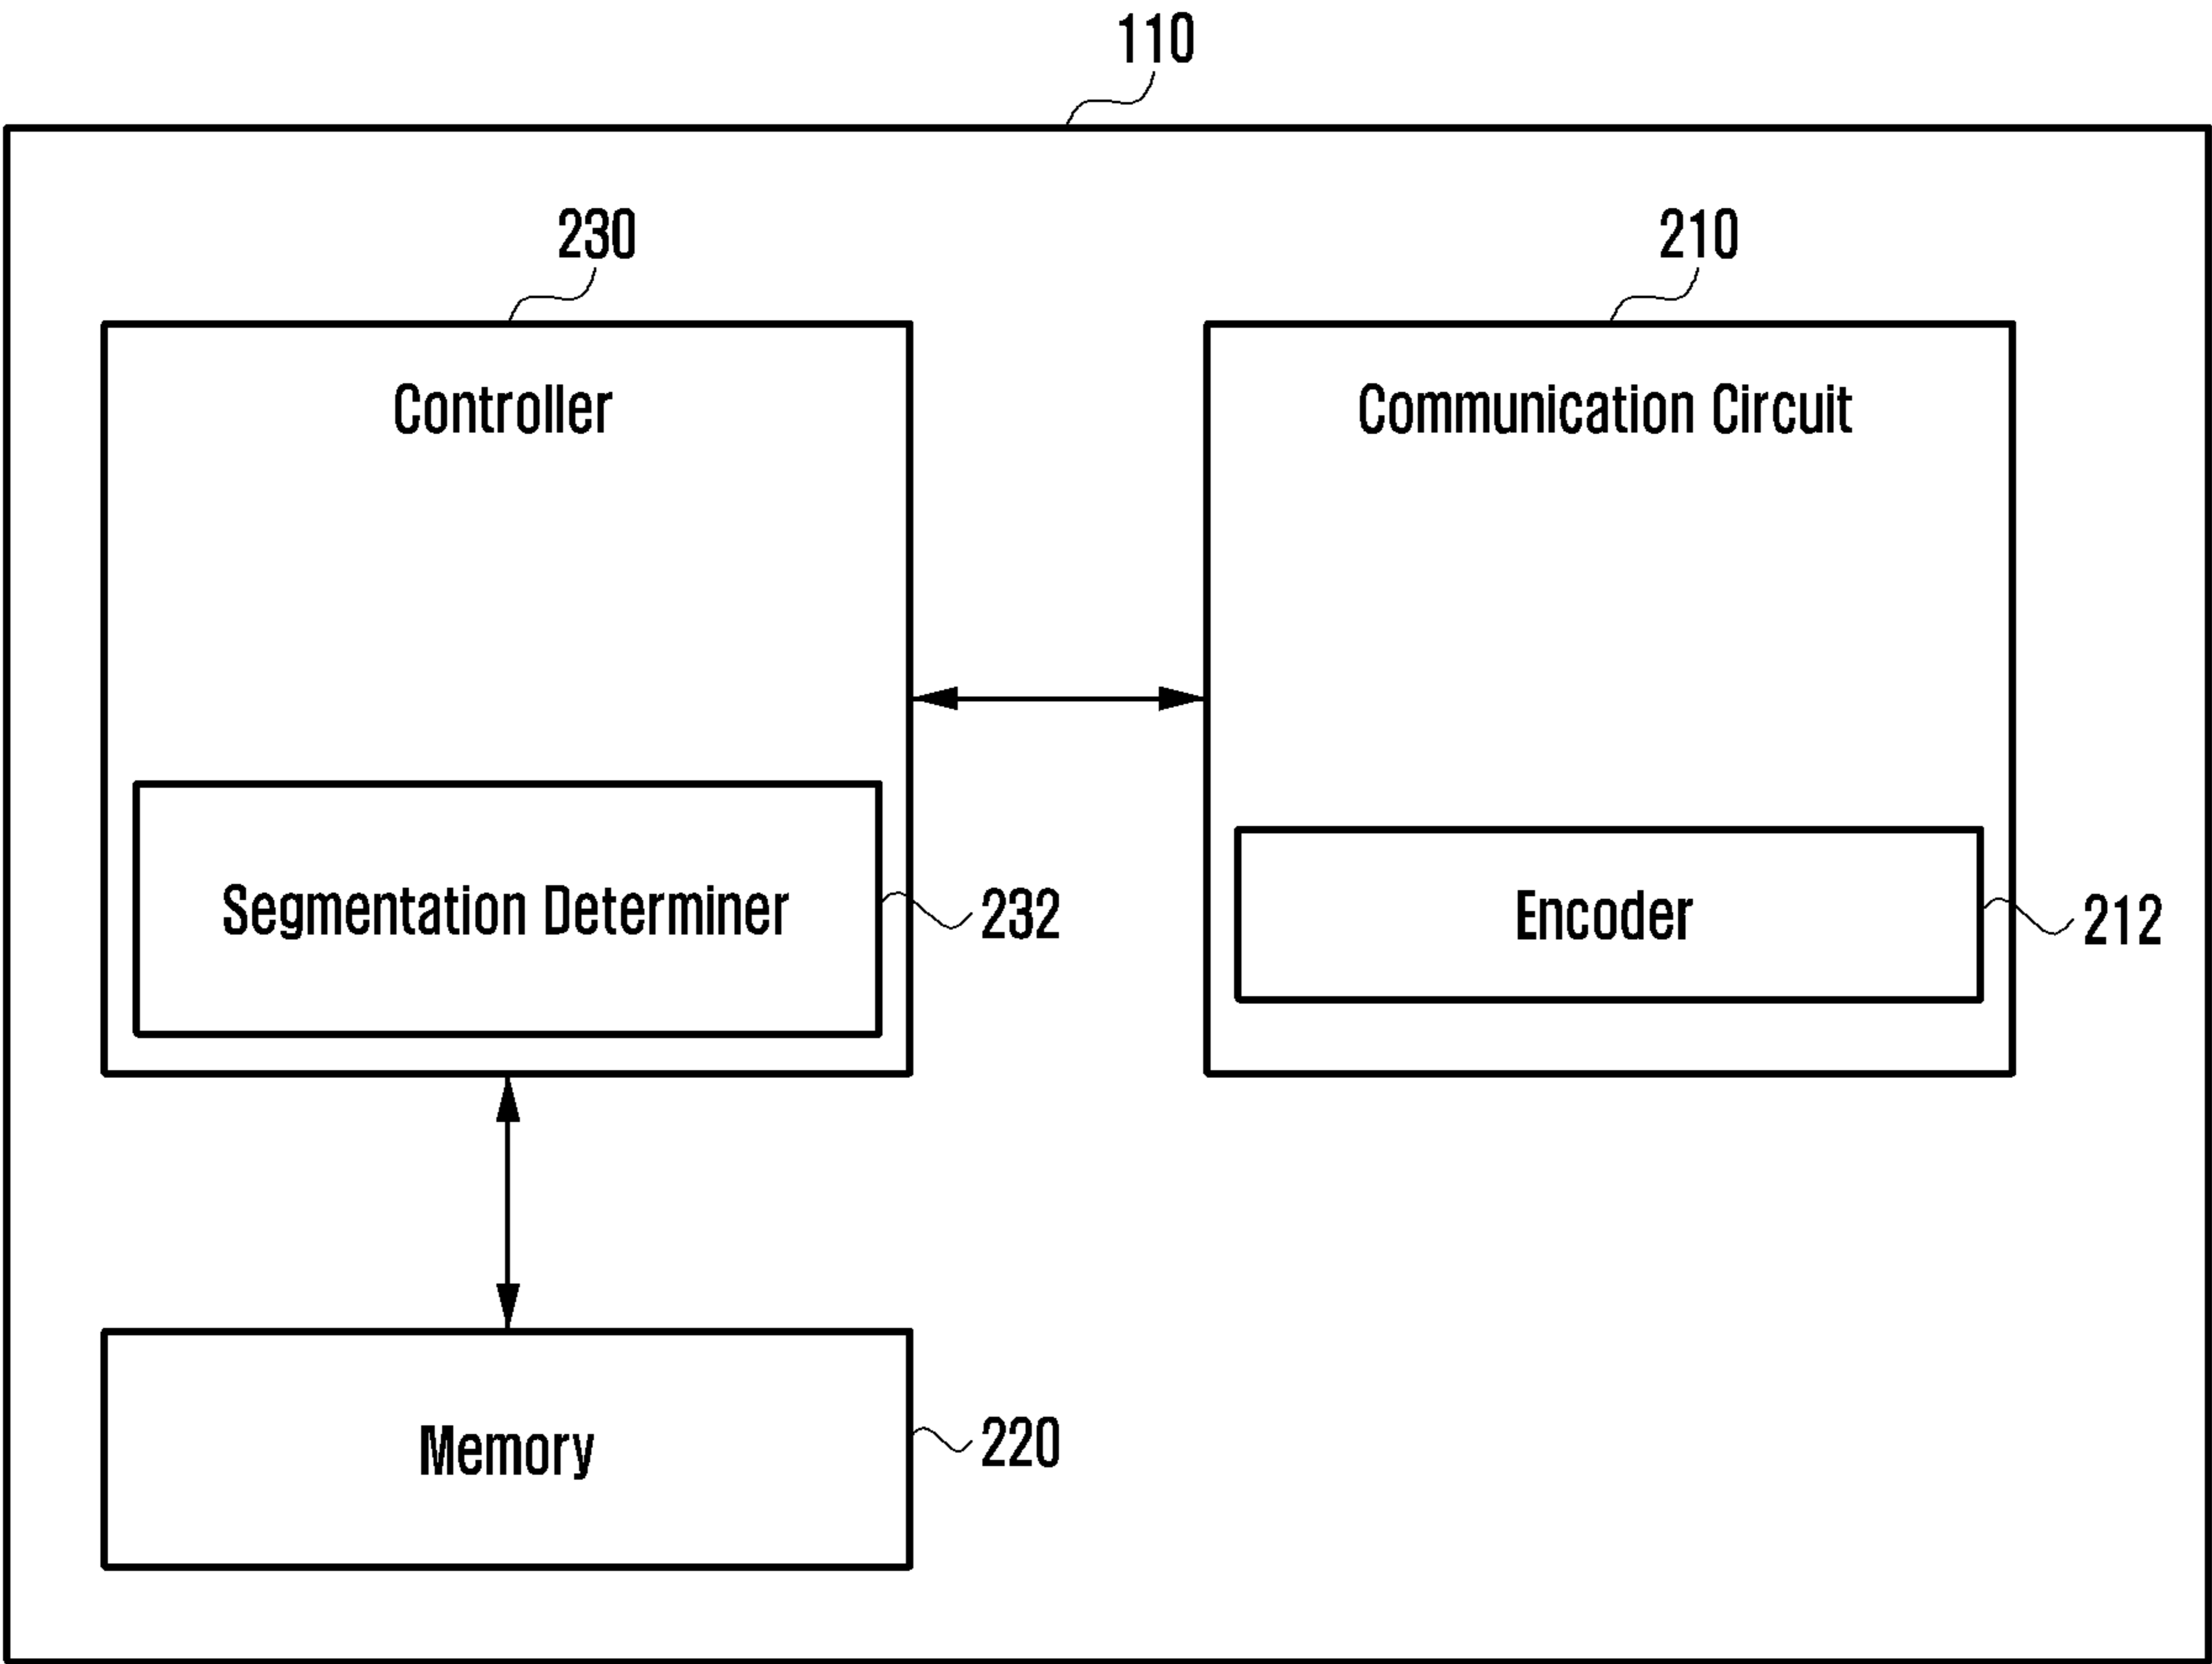 110
230
210
Controller
Communication Circuit
Segmentation Determiner
232
Encoder
212
Memory
220